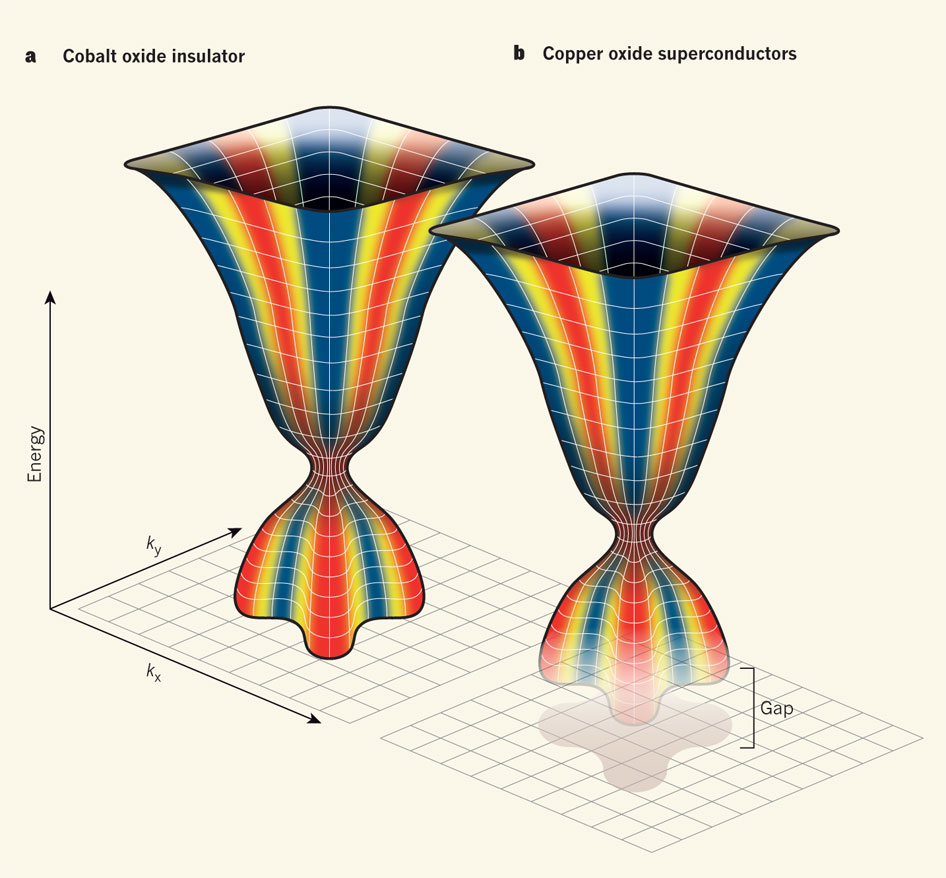 a Cobalt oxide insulator
b Copper oxide superconductors
Energy
ky
kx
Gap